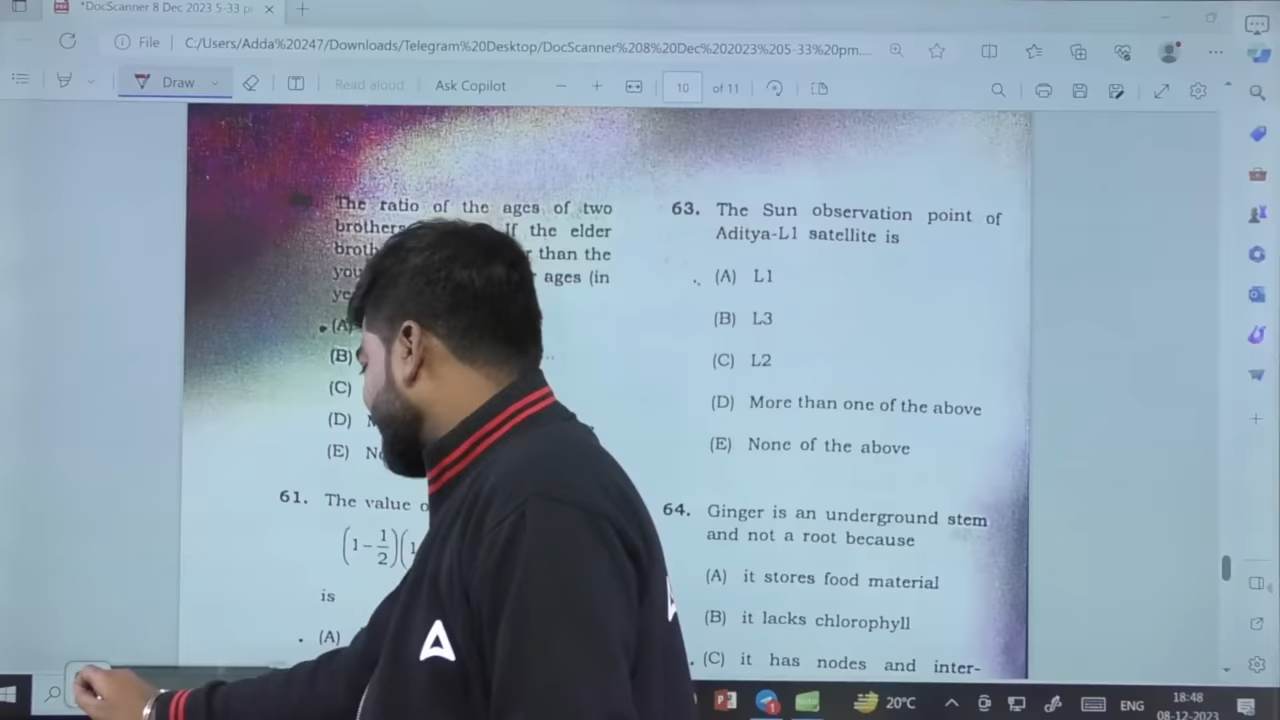 *DocScanner 8 Dec 2023 5-33 p
File
C:/Users/Adda%20247/Downloads/Telegram%20Desktop/DocScanner%208%20Dec%202023%205-33%20pm....
Draw
Read aloud
Ask Copilot
10 of 11
The ratio of the ages of two
brothers If the elder
than the
ages (in
(A)
(B)
(C)
(D)
(E)
61. The value
(1-1/2)(1
is
(A)
63. The Sun observation point of
Aditya-L1 satellite is
(A) L1
(B) L3
(C) L2
(D) More than one of the above
(E) None of the above
64. Ginger is an underground stem
and not a root because
(A) it stores food material
(B) it lacks chlorophyll
(C) it has nodes and inter-
20°C
ENG
18:48
08-12-2023